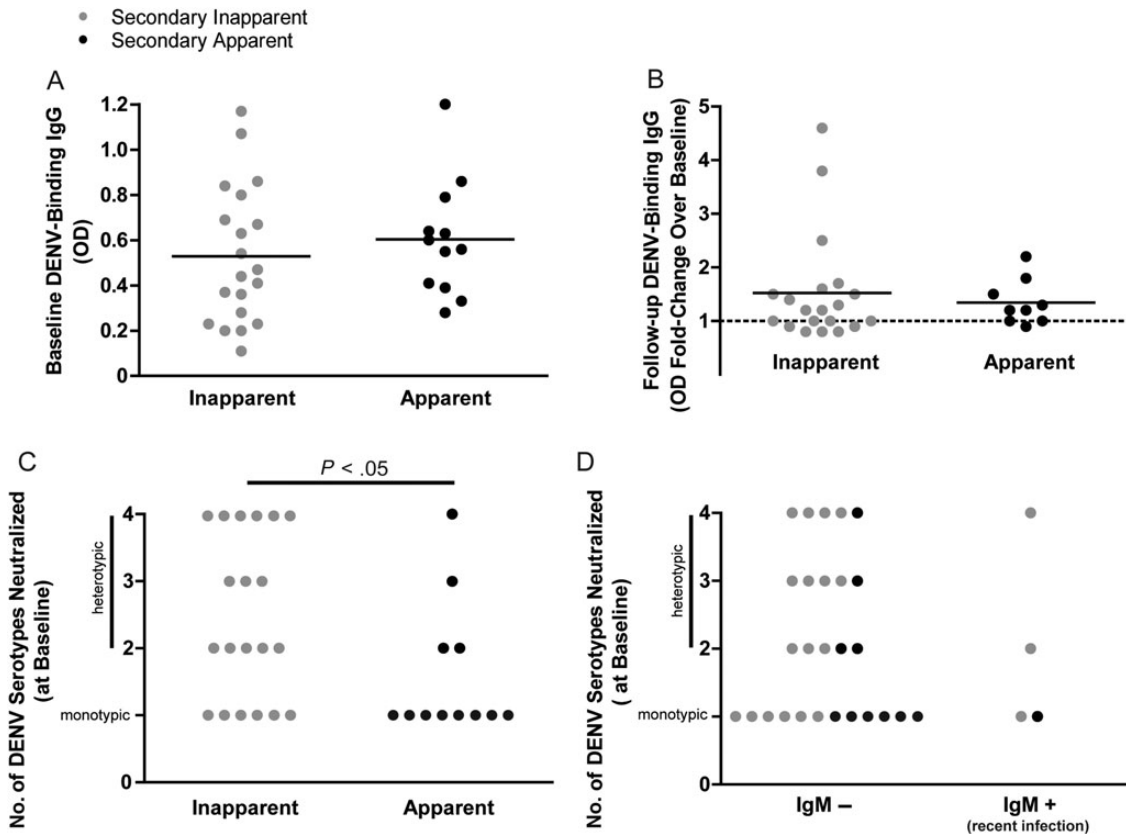 Secondary Inapparent
Secondary Apparent
A
Baseline DENV-Binding IgG
(OD)
1.2
1.0
0.8
0.6
0.4
0.2
0
Inapparent
Apparent
B
Follow-up DENV-Binding IgG
(OD Fold-Change Over Baseline)
5
4
3
2
1
Inapparent
Apparent
C
P < .05
No. of DENV Serotypes Neutralized
(at Baseline)
heterotypic
monotypic
4
3
2
1
0
Inapparent
Apparent
D
No. of DENV Serotypes Neutralized
( at Baseline)
heterotypic
monotypic
4
3
2
1
0
IgM –
IgM +
(recent infection)